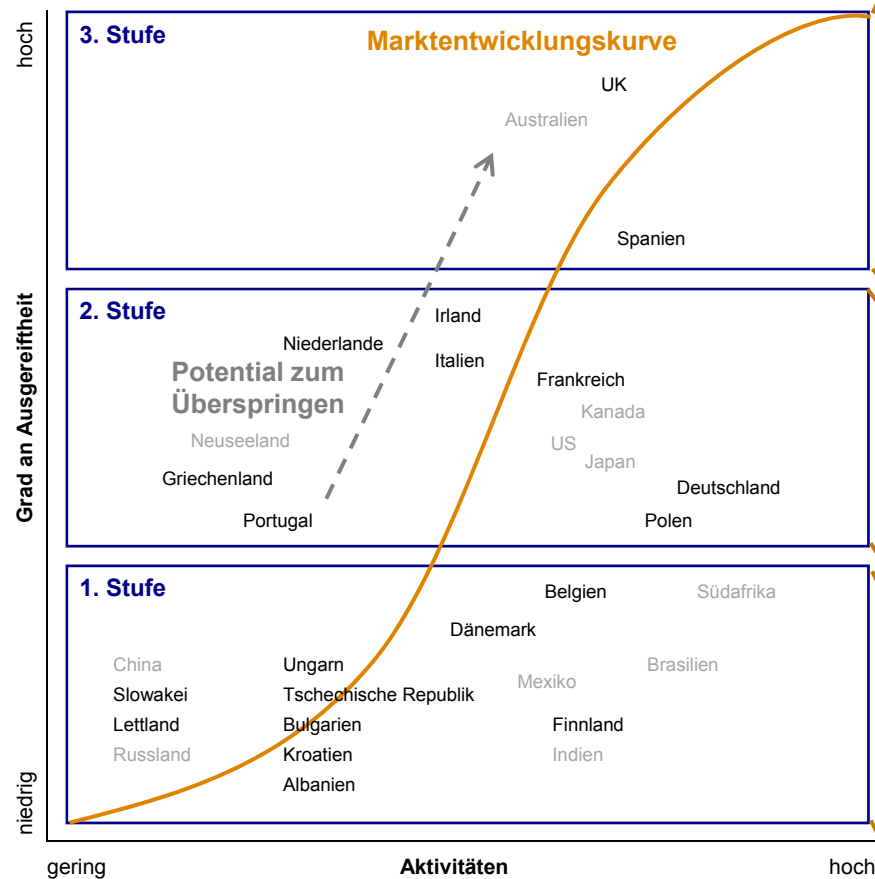 hoch
3. Stufe
Marktentwicklungskurve
UK
Australien
Spanien
Grad an Ausgereiftheit
2. Stufe
Irland
Niederlande
Italien
Potential zum
Überspringen
Frankreich
Kanada
Neuseeland
US
Japan
Griechenland
Deutschland
Portugal
Polen
1. Stufe
Belgien
Südafrika
Dänemark
China
Ungarn
Brasilien
Mexiko
Slowakei
Tschechische Republik
Lettland
Bulgarien
Finnland
Russland
Kroatien
Indien
Albanien
niedrig
gering
Aktivitäten
hoch